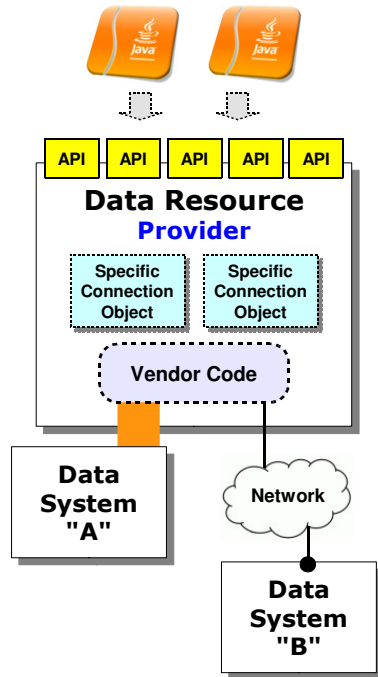 Java
Java
API API API API API
Data Resource
Provider
Specific
Connection
Object
Specific
Connection
Object
Vendor Code
Data
System
"A"
Network
Data
System
"B"